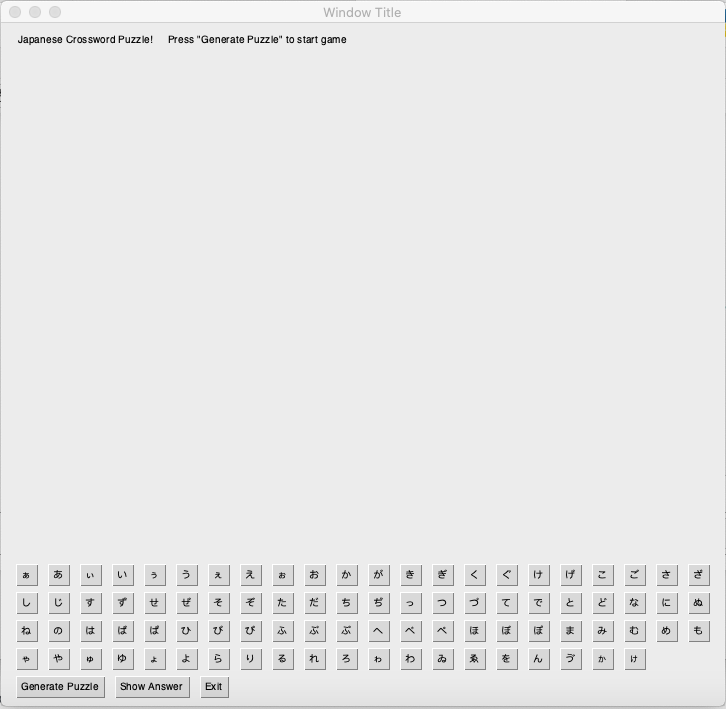 Window Title
Japanese Crossword Puzzle! Press "Generate Puzzle" to start game
ぁ あ ぃ い ぅ う ぇ え ぉ お か が き ぎ く ぐ け げ こ ご さ ざ
し じ す ず せ ぜ そ ぞ た だ ち ぢ っ つ づ て で と ど な に ぬ
ね の は ば ぱ ひ び ぴ ふ ぶ ぷ へ べ ぺ ほ ぼ ぽ ま み む め も
ゃ や ゅ ゆ ょ よ ら り る れ ろ ゎ わ ゐ ゑ を ん ゔ ゕ ゖ
Generate Puzzle Show Answer Exit